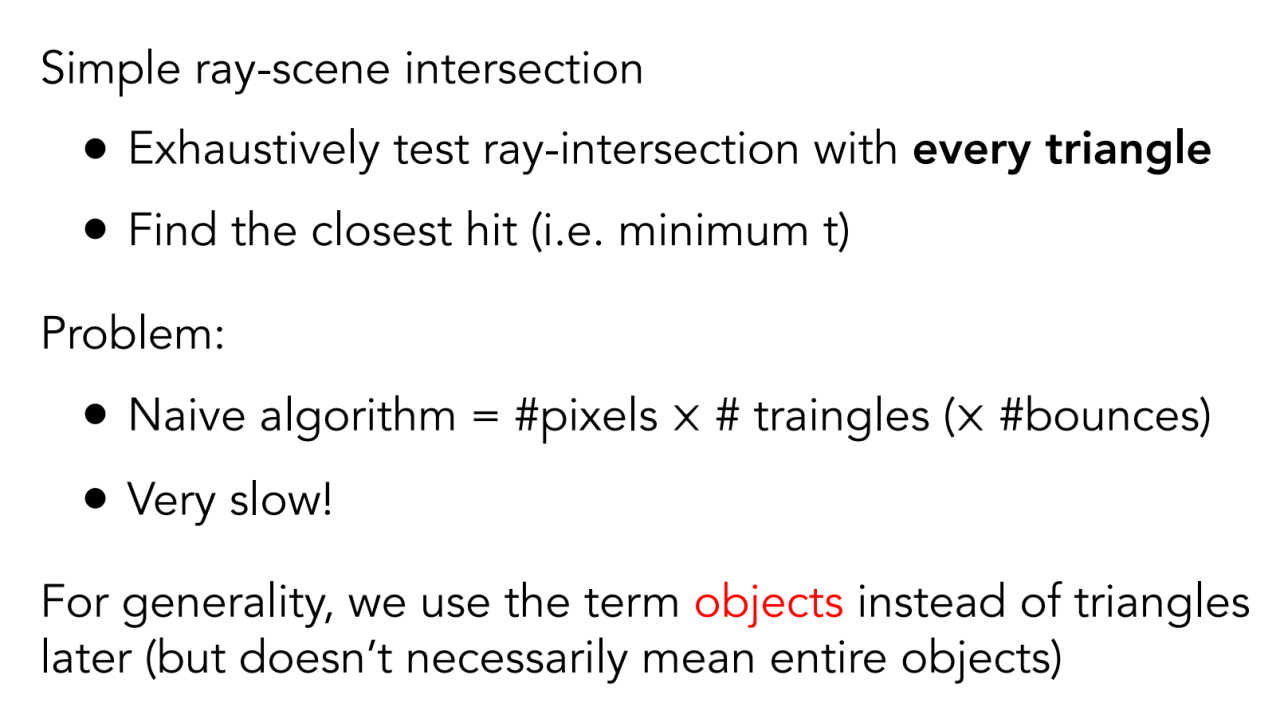 Simple ray-scene intersection
• Exhaustively test ray-intersection with every triangle
• Find the closest hit (i.e. minimum t)
Problem:
• Naive algorithm = #pixels × # traingles (× #bounces)
• Very slow!
For generality, we use the term objects instead of triangles
later (but doesn’t necessarily mean entire objects)